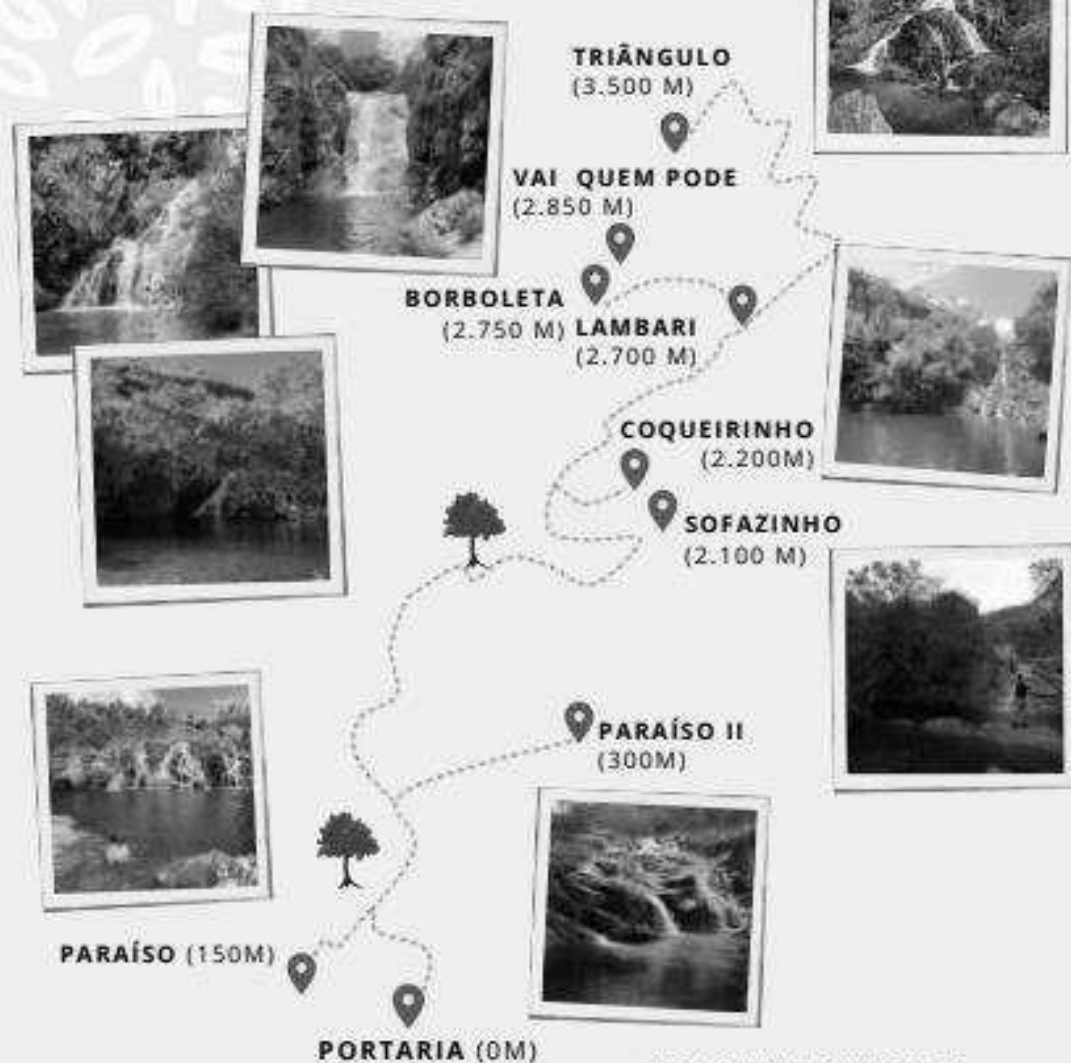 TRIÂNGULO
(3.500 M)
VAI QUEM PODE
(2.850 M)
BORBOLETA
(2.750 M)
LAMBARI
(2.700 M)
COQUEIRINHO
(2.200M)
SOFAZINHO
(2.100 M)
PARAÍSO II
(300M)
PARAÍSO (150M)
PORTARIA (0M)